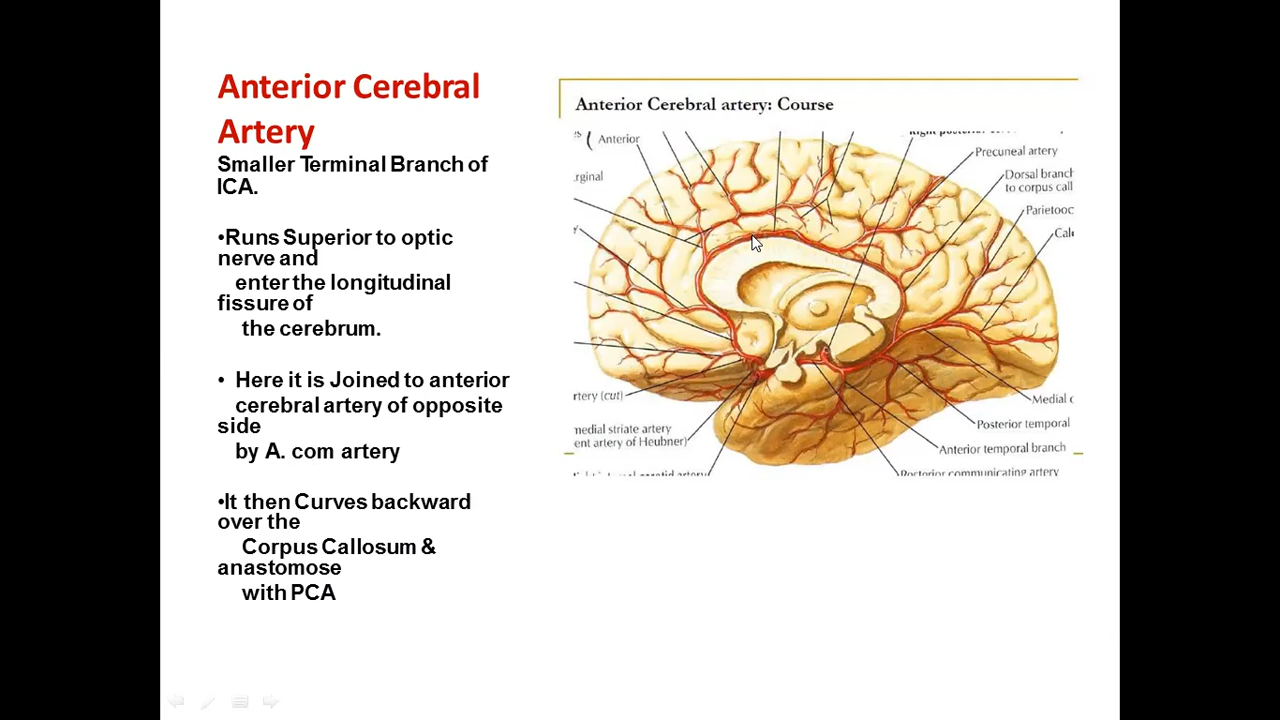 Anterior Cerebral
Artery
Smaller Terminal Branch of
ICA.
•Runs Superior to optic
nerve and
enter the longitudinal
fissure of
the cerebrum.
• Here it is Joined to anterior
cerebral artery of opposite
side
by A. com artery
•It then Curves backward
over the
Corpus Callosum &
anastomose
with PCA
Anterior Cerebral artery: Course
Anterior
rginal
rtery (cut)
medial striate artery
ent artery of Heubner)
Precuneal artery
Dorsal branch
to corpus call
Parietooc
Calc
Medial c
Posterior temporal
Anterior temporal branch
Posterior communicating artery